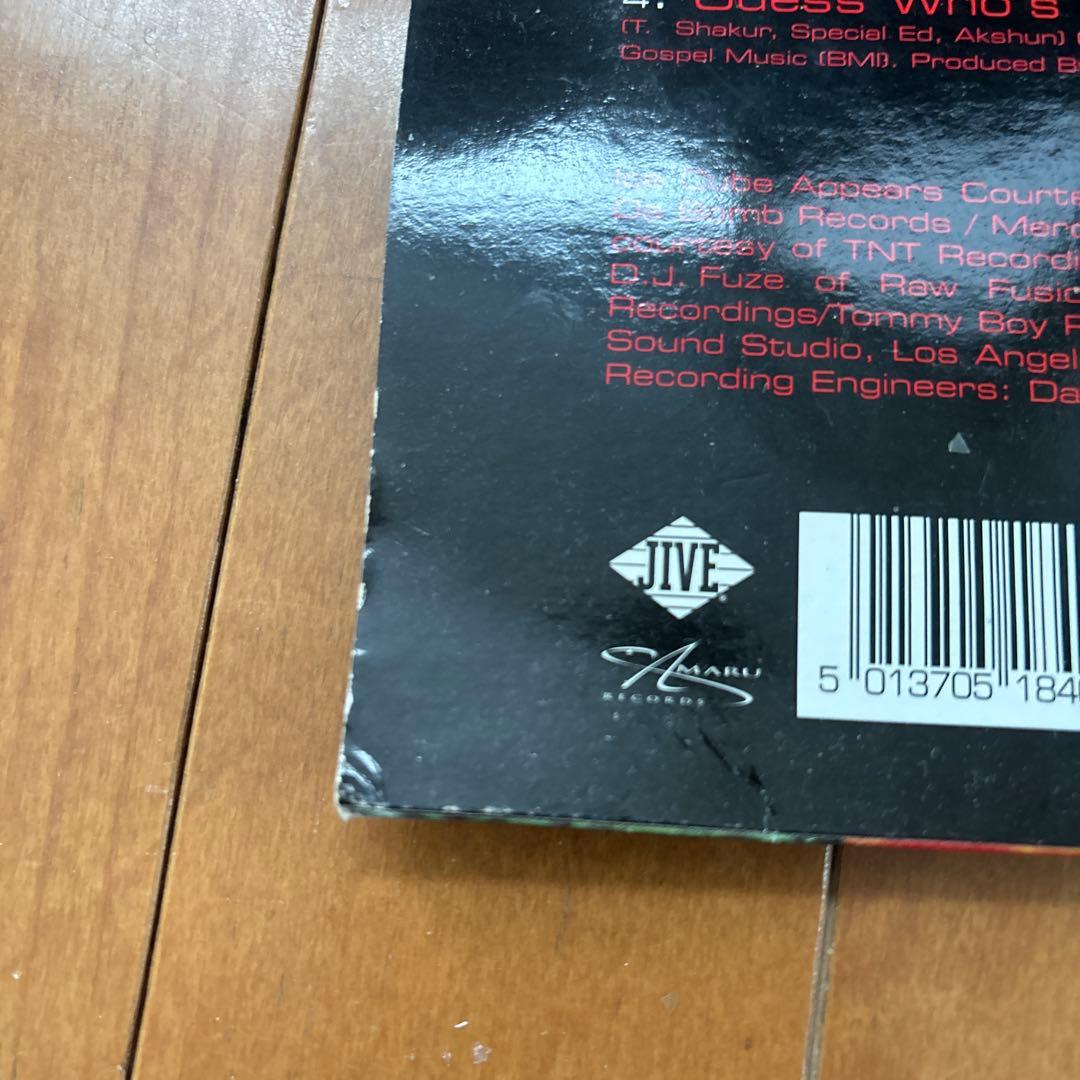 4. Guess Who's
(T. Shakur, Special Ed, Akshun)
Gospel Music (BMI). Produced B
Ice Cube Appears Courte
Da Bomb Records / Merc
courtesy of TNT Recordi
D.J. Fuze of Raw Fusio
Recordings/Tommy Boy
Sound Studio, Los Angel
Recording Engineers: Da
JIVE
AMARU
RECORDS
5 013705 184